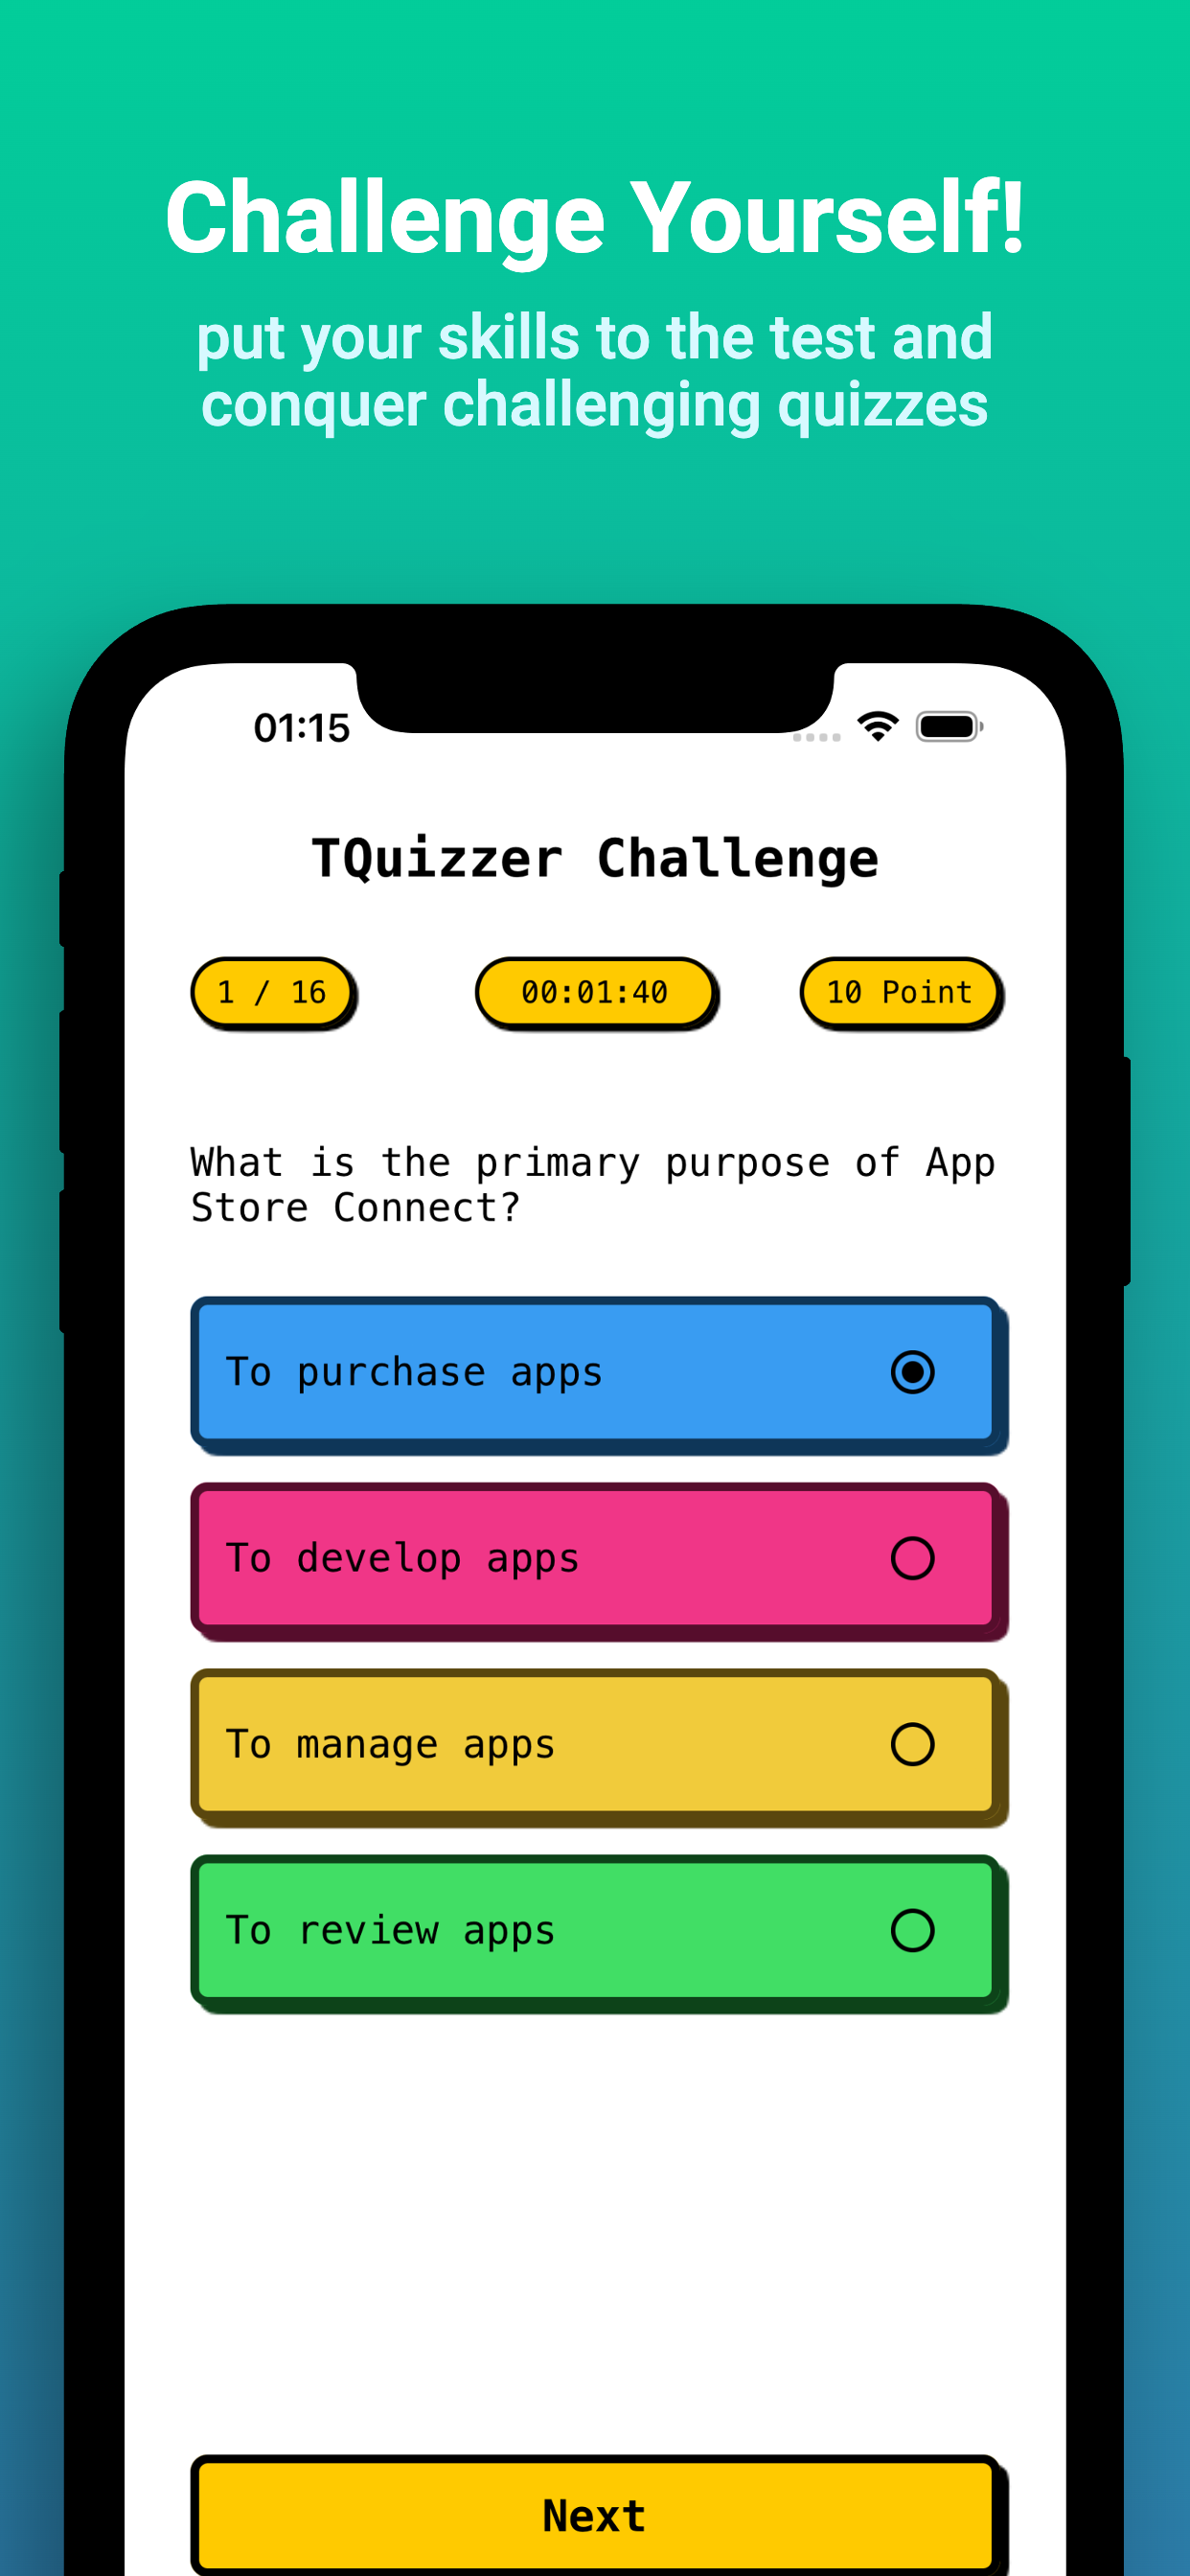 Challenge Yourself!
put your skills to the test and
conquer challenging quizzes
01:15
TQuizzer Challenge
1 / 16
00:01:40
10 Point
What is the primary purpose of App
Store Connect?
To purchase apps
To develop apps
To manage apps
To review apps
Next